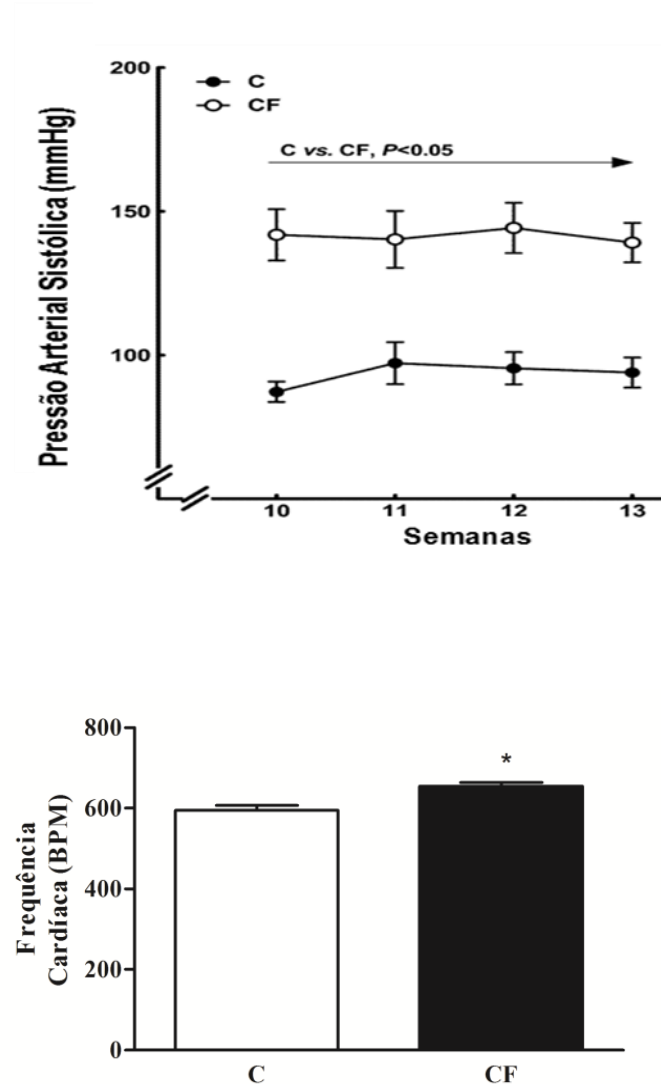 200
C
CF
C vs. CF, P<0.05
150
100
Pressão Arterial Sistólica (mmHg)
10 11 12 13
Semanas
800
600
400
200
0
Frequência
Cardíaca (BPM)
*
C CF